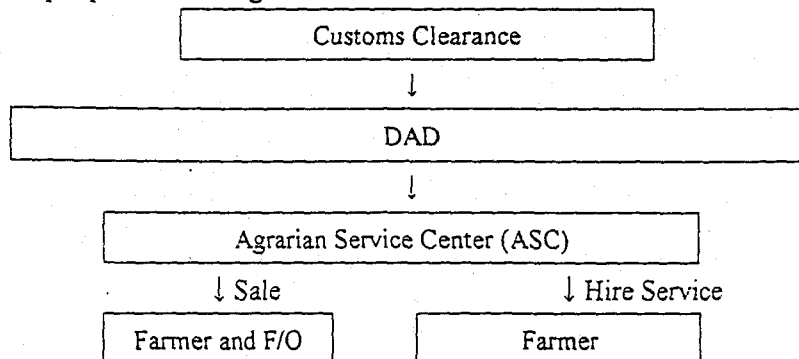 Customs Clearance
↓
DAD
↓
Agrarian Service Center (ASC)
↓ Sale ↓ Hire Service
Farmer and F/O Farmer